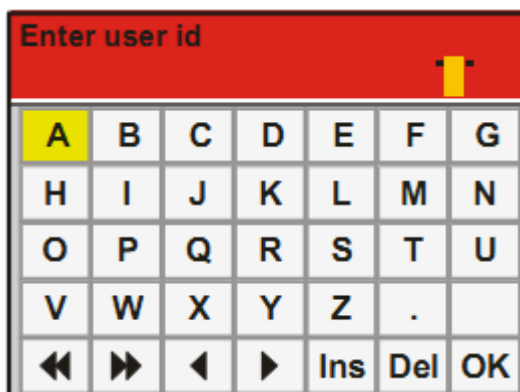 Enter user id
A B C D E F G
H I J K L M N
O P Q R S T U
V W X Y Z .
Ins Del OK